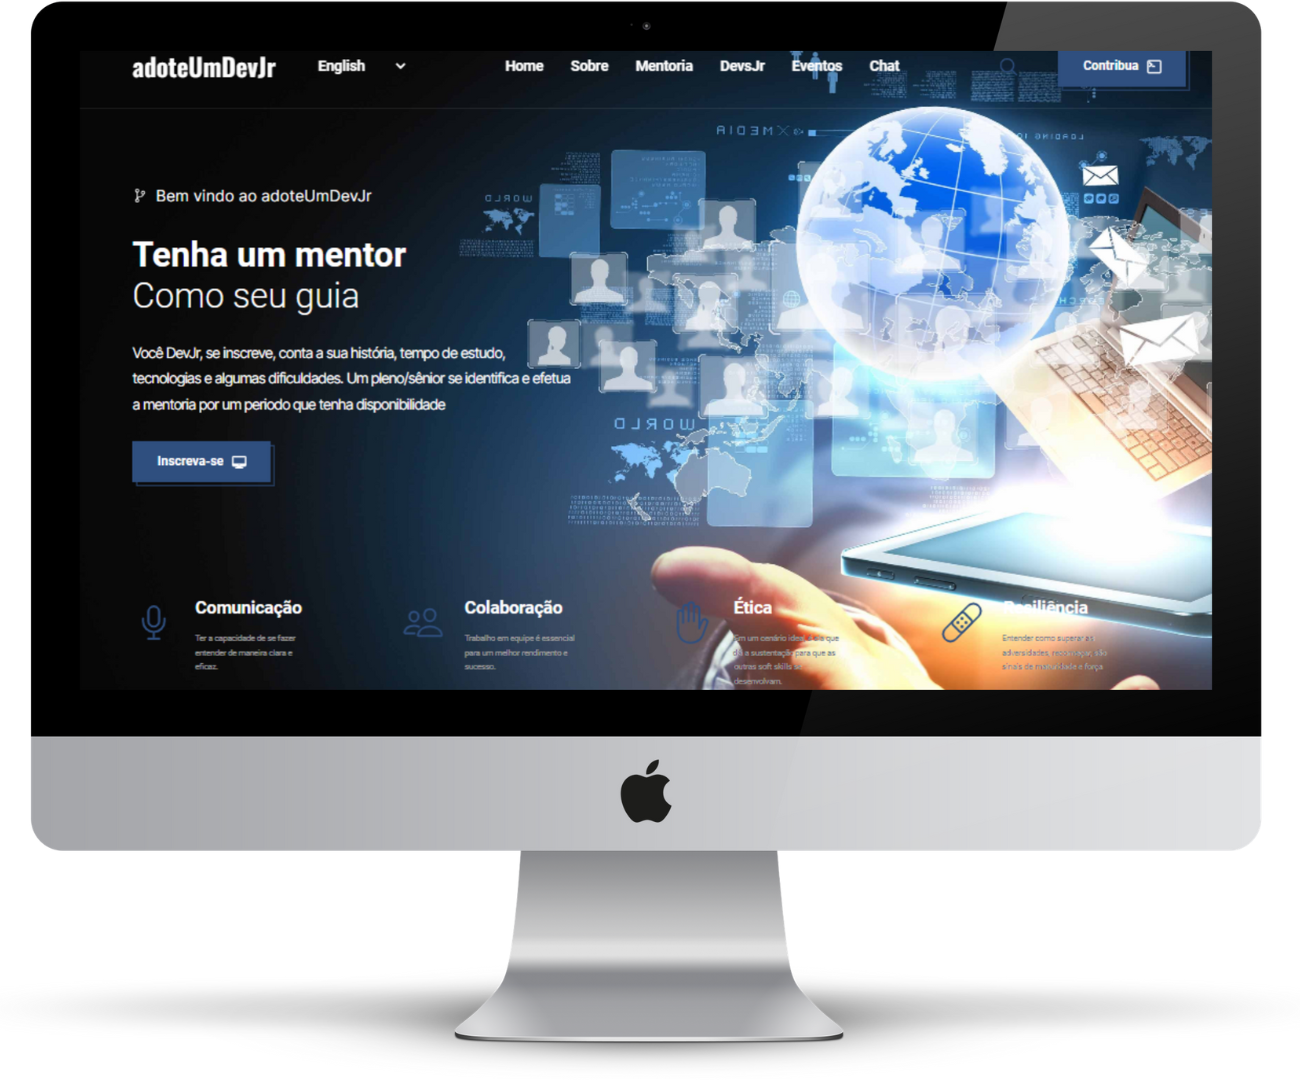 adoteUmDevJr
English
Home Sobre Mentoria DevsJr Eventos Chat
Contribua
Bem vindo ao adoteUmDevJr
Tenha um mentor
Como seu guia
Você DevJr, se inscreve, conta a sua história, tempo de estudo,
tecnologias e algumas dificuldades. Um pleno/sênior se identifica e efetua
a mentoria por um periodo que tenha disponibilidade
Inscreva-se
AIDEM
LOADING
WORLD
WORLD
Comunicação
Ter a capacidade de se fazer
entender de maneira clara e
eficaz.
Colaboração
Trabalho em equipe é essencial
para um melhor rendimento e
sucesso.
Ética
Em um cenário ideal, é ela que
dá a sustentação para que as
outras soft skills se
desenvolvam.
Resiliência
Entender como superar as
adversidades, recomeçar, são
sinais de maturidade e força